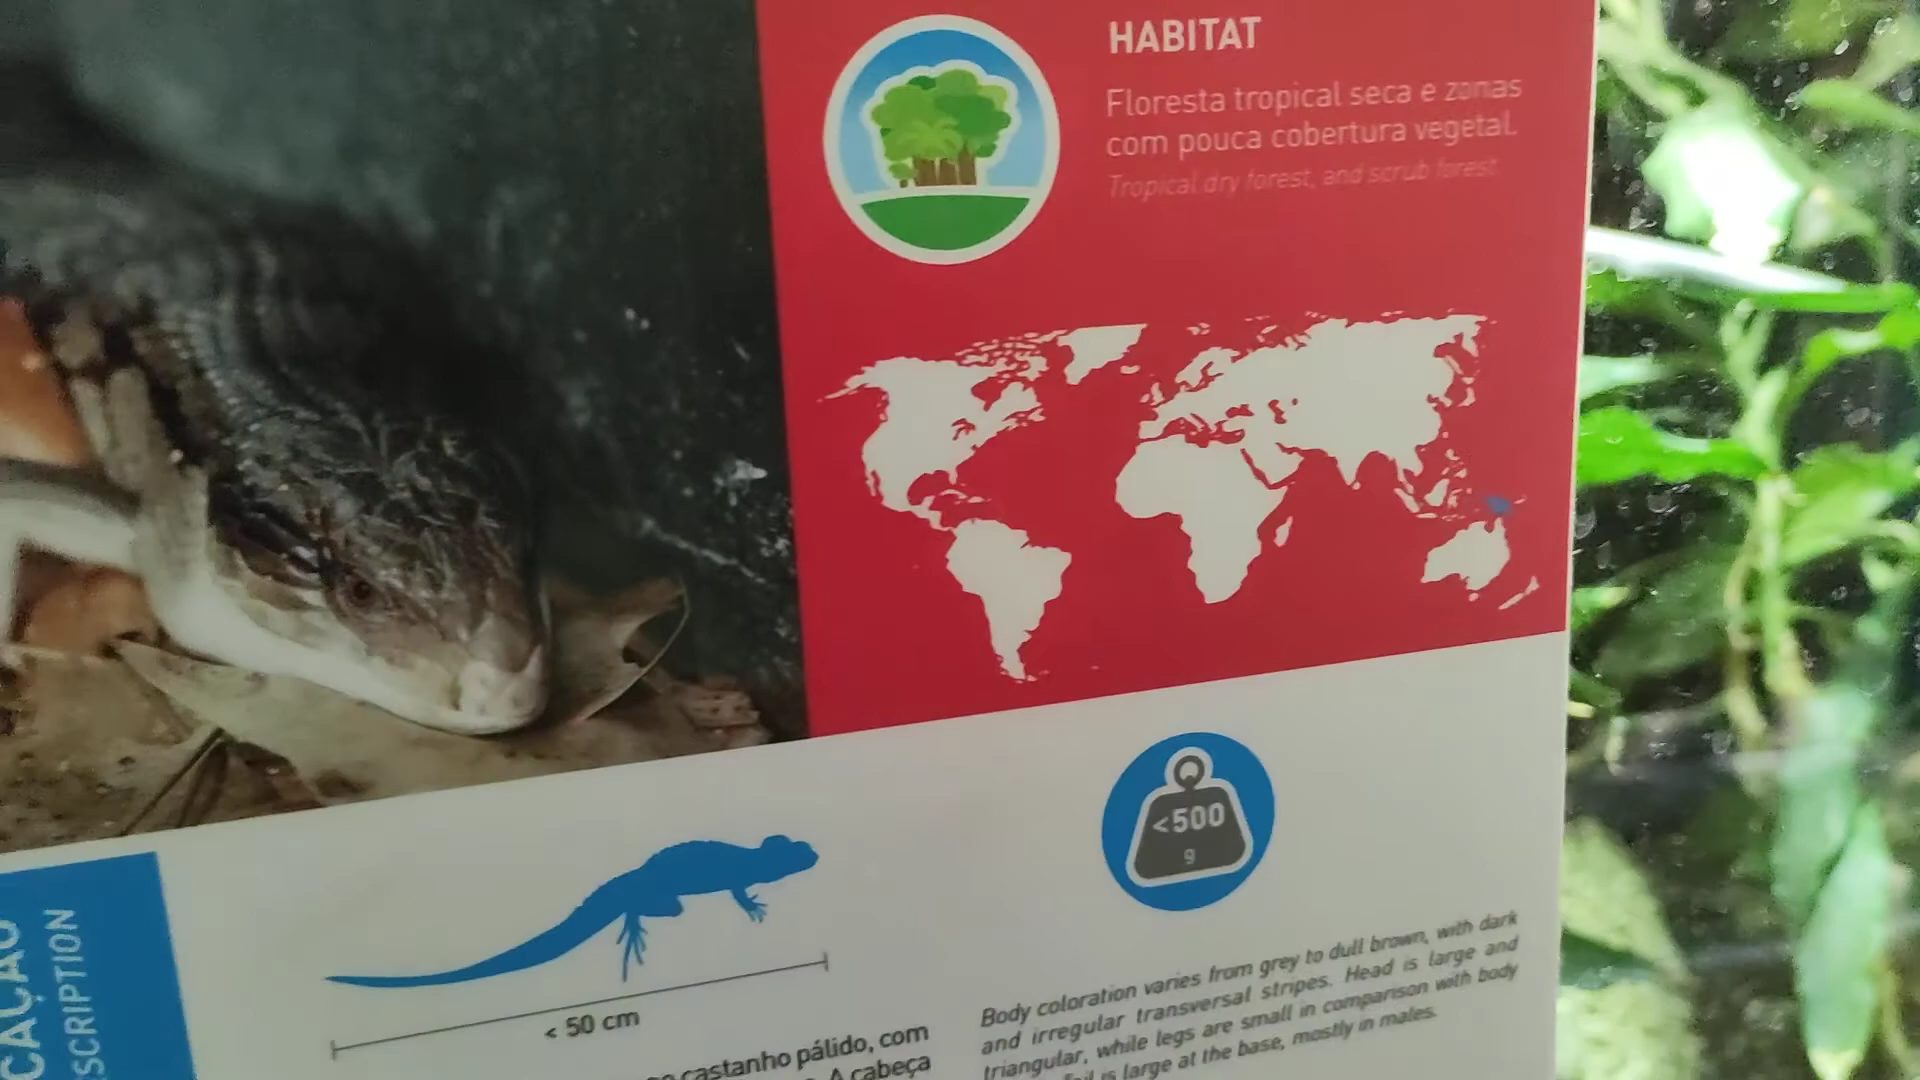 HABITAT
Floresta tropical seca e zonas
com pouca cobertura vegetal.
Tropical dry forest, and scrub forest.
<500
g
< 50 cm
CAÇÃO
SCRIPTION
castanho pálido, com
A cabeça
Body coloration varies from grey to dull brown, with dark
and irregular transversal stripes. Head is large and
triangular, while legs are small in comparison with body
Tail is large at the base, mostly in males.